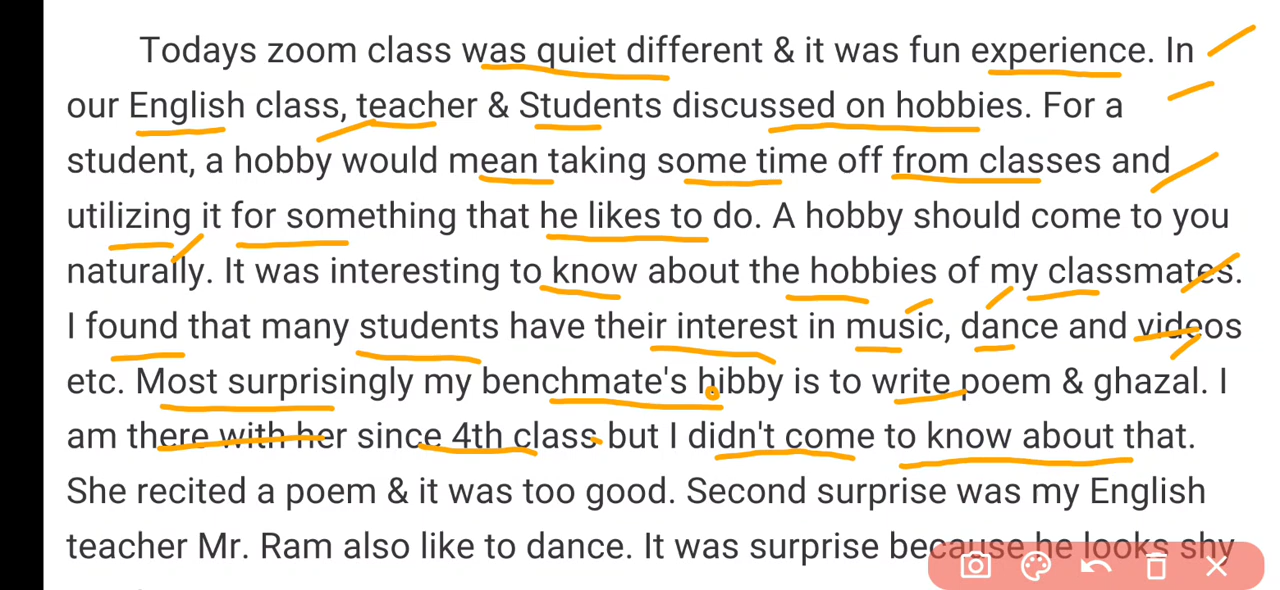 Todays zoom class was quiet different & it was fun experience. In
our English class, teacher & Students discussed on hobbies. For a
student, a hobby would mean taking some time off from classes and
utilizing it for something that he likes to do. A hobby should come to you
naturally. It was interesting to know about the hobbies of my classmates.
I found that many students have their interest in music, dance and videos
etc. Most surprisingly my benchmate's hibby is to write poem & ghazal. I
am there with her since 4th class but I didn't come to know about that.
She recited a poem & it was too good. Second surprise was my English
teacher Mr. Ram also like to dance. It was surprise because he looks shy